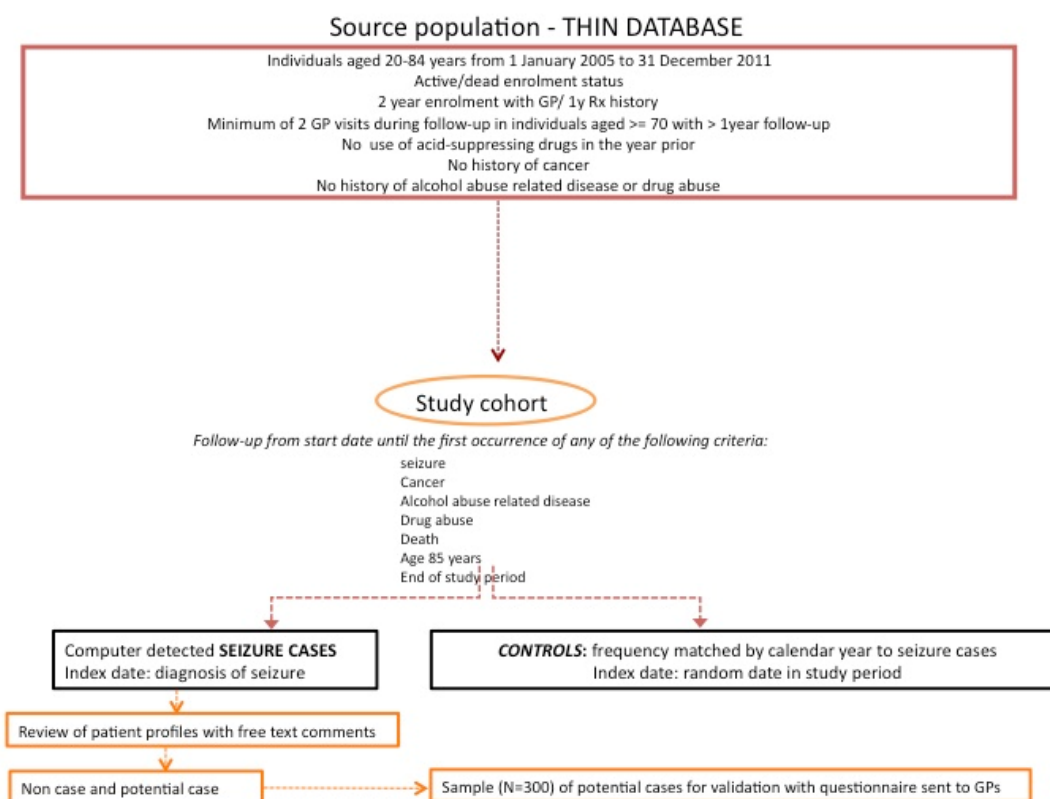 Source population - THIN DATABASE
Individuals aged 20-84 years from 1 January 2005 to 31 December 2011
Active/dead enrolment status
2 year enrolment with GP/ 1y Rx history
Minimum of 2 GP visits during follow-up in individuals aged >= 70 with > 1year follow-up
No use of acid-suppressing drugs in the year prior
No history of cancer
No history of alcohol abuse related disease or drug abuse
Study cohort
Follow-up from start date until the first occurrence of any of the following criteria:
seizure
Cancer
Alcohol abuse related disease
Drug abuse
Death
Age 85 years
End of study period
Computer detected SEIZURE CASES
Index date: diagnosis of seizure
CONTROLS: frequency matched by calendar year to seizure cases
Index date: random date in study period
Review of patient profiles with free text comments
Non case and potential case
Sample (N=300) of potential cases for validation with questionnaire sent to GPs